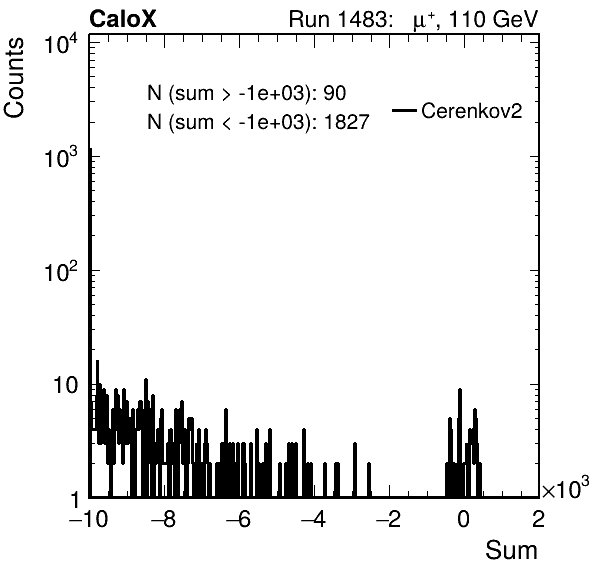 CaloX
Run 1483: μ⁺, 110 GeV
Counts
N (sum > -1e+03): 90
N (sum < -1e+03): 1827
Cerenkov2
10⁴
10³
10²
10
1
−10 −8 −6 −4 −2 0 2
×10³
Sum